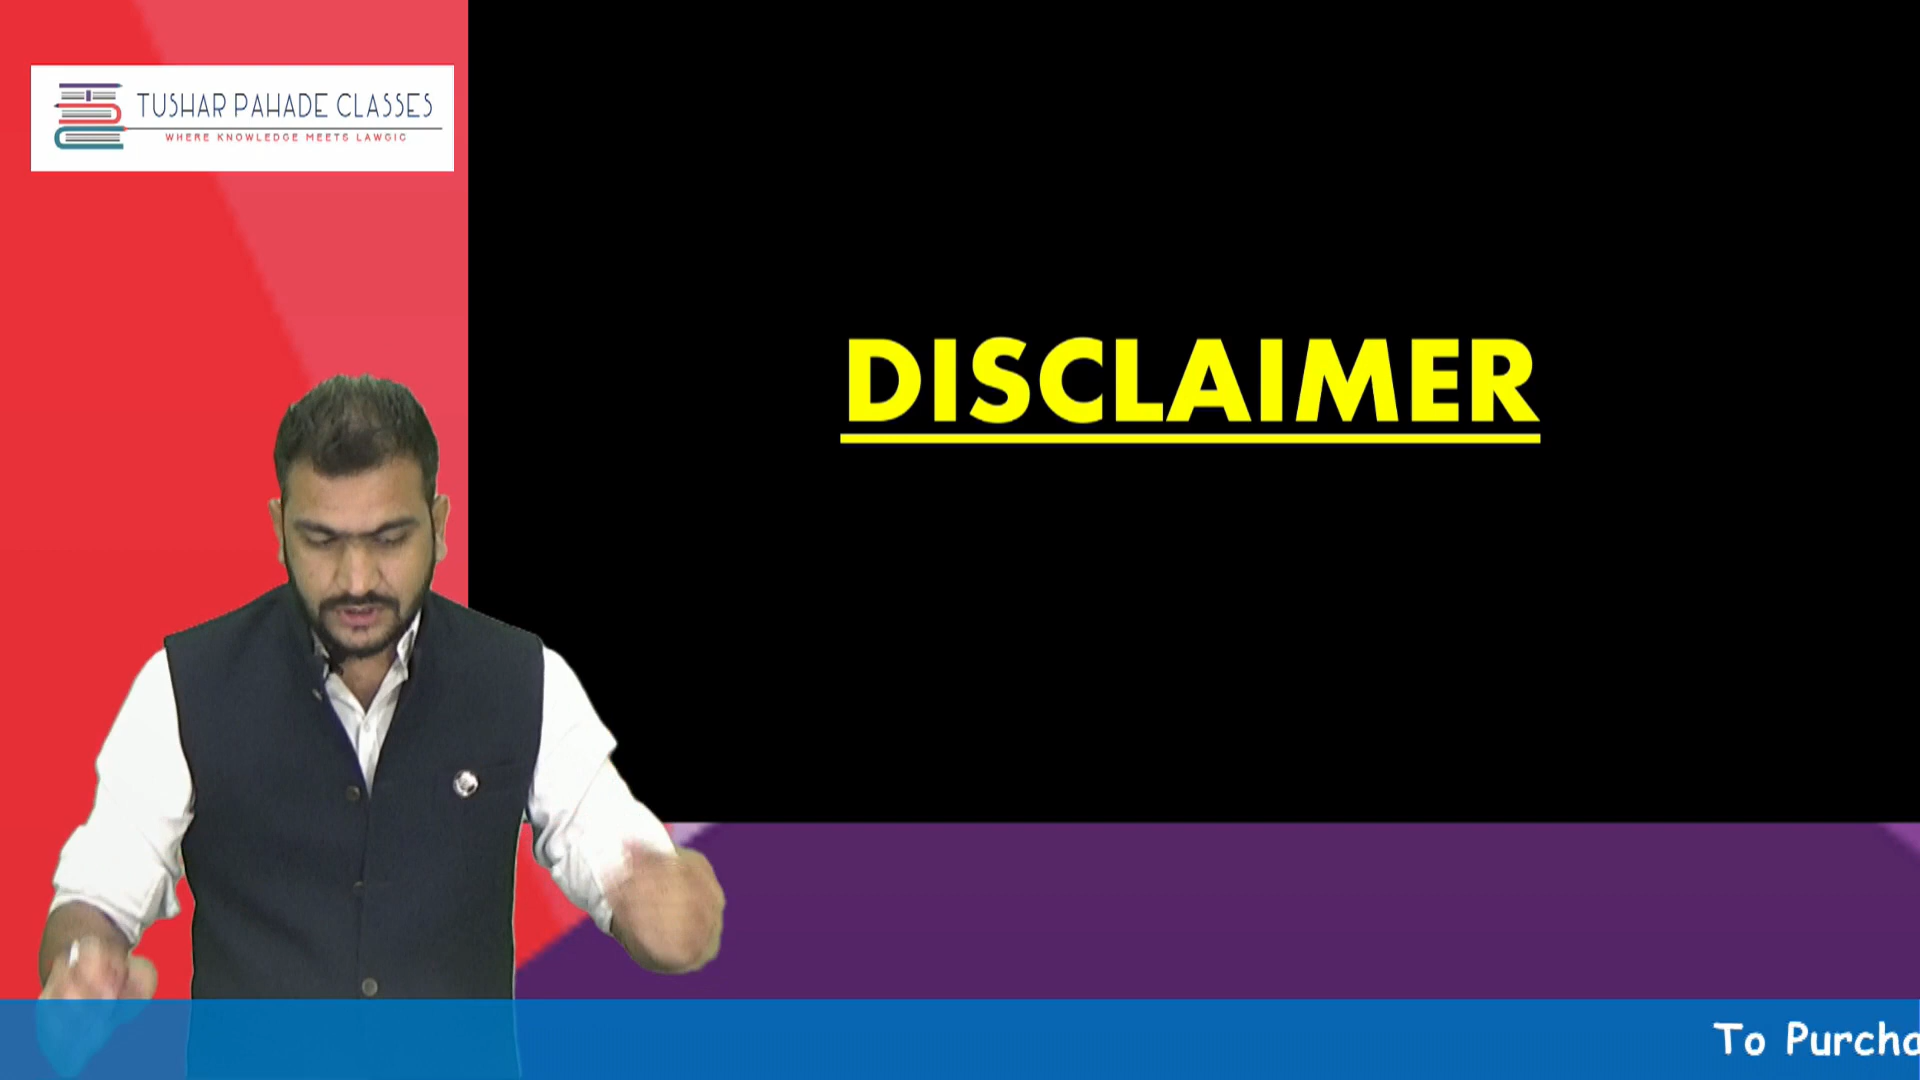 TUSHAR PAHADE CLASSES
WHERE KNOWLEDGE MEETS LAWGIC
DISCLAIMER
To Purcha